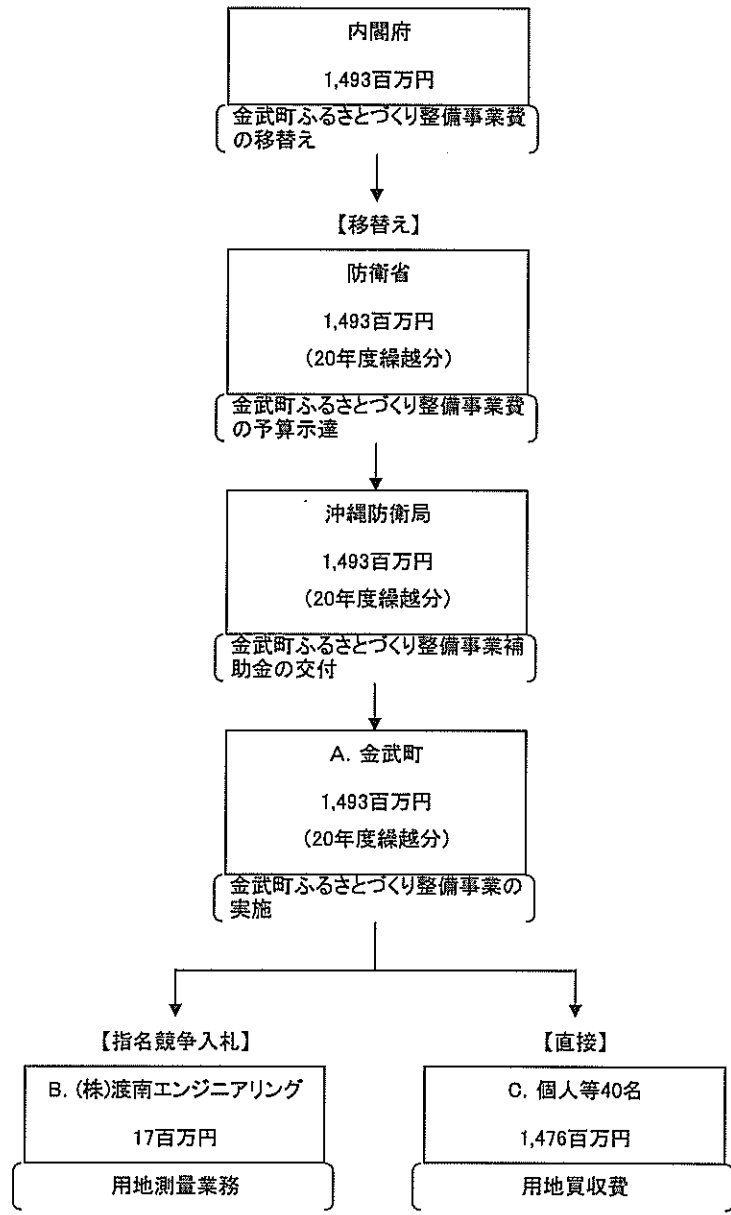 内閣府
1,493百万円
金武町ふるさとづくり整備事業費
の移替え
【移替え】
防衛省
1,493百万円
(20年度繰越分)
金武町ふるさとづくり整備事業費
の予算示達
沖縄防衛局
1,493百万円
(20年度繰越分)
金武町ふるさとづくり整備事業補
助金の交付
A. 金武町
1,493百万円
(20年度繰越分)
金武町ふるさとづくり整備事業の
実施
【指名競争入札】
B. (株)渡南エンジニアリング
17百万円
用地測量業務
【直接】
C. 個人等40名
1,476百万円
用地買収費